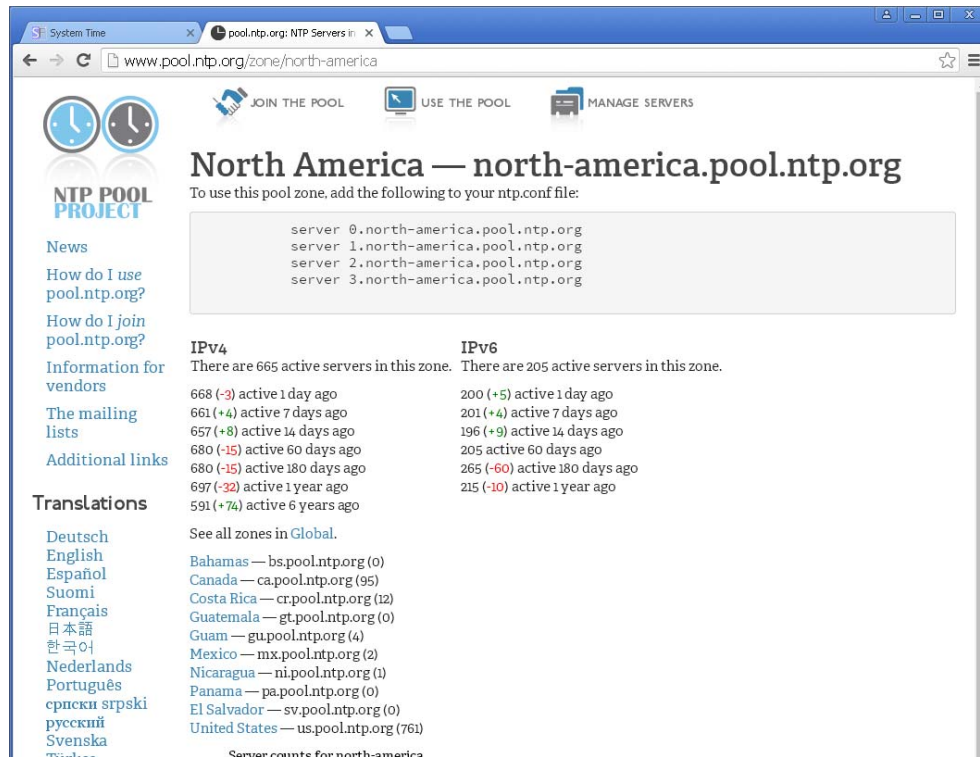 System Time
pool.ntp.org: NTP Servers in
www.pool.ntp.org/zone/north-america
JOIN THE POOL
USE THE POOL
MANAGE SERVERS
NTP POOL
PROJECT
News
How do I use
pool.ntp.org?
How do I join
pool.ntp.org?
Information for
vendors
The mailing
lists
Additional links
Translations
Deutsch
English
Español
Suomi
Français
日本語
한국어
Nederlands
Português
српски srpski
русский
Svenska
North America — north-america.pool.ntp.org
To use this pool zone, add the following to your ntp.conf file:
server 0.north-america.pool.ntp.org
server 1.north-america.pool.ntp.org
server 2.north-america.pool.ntp.org
server 3.north-america.pool.ntp.org
IPv4
There are 665 active servers in this zone.
668 (-3) active 1 day ago
661 (+4) active 7 days ago
657 (+8) active 14 days ago
680 (-15) active 60 days ago
680 (-15) active 180 days ago
697 (-32) active 1 year ago
591 (+74) active 6 years ago
IPv6
There are 205 active servers in this zone.
200 (+5) active 1 day ago
201 (+4) active 7 days ago
196 (+9) active 14 days ago
205 active 60 days ago
265 (-60) active 180 days ago
215 (-10) active 1 year ago
See all zones in Global.
Bahamas — bs.pool.ntp.org (0)
Canada — ca.pool.ntp.org (95)
Costa Rica — cr.pool.ntp.org (12)
Guatemala — gt.pool.ntp.org (0)
Guam — gu.pool.ntp.org (4)
Mexico — mx.pool.ntp.org (2)
Nicaragua — ni.pool.ntp.org (1)
Panama — pa.pool.ntp.org (0)
El Salvador — sv.pool.ntp.org (0)
United States — us.pool.ntp.org (761)
Server counts for north-america